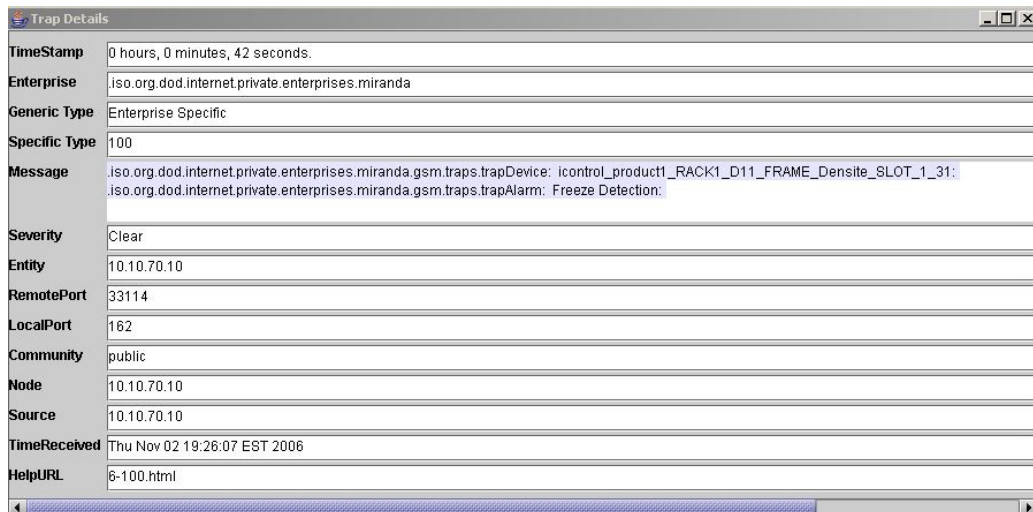 Trap Details
TimeStamp 0 hours, 0 minutes, 42 seconds.
Enterprise .iso.org.dod.internet.private.enterprises.miranda
Generic Type Enterprise Specific
Specific Type 100
Message .iso.org.dod.internet.private.enterprises.miranda.gsm.traps.trapDevice: icontrol_product1_RACK1_D11_FRAME_Densite_SLOT_1_31:
.iso.org.dod.internet.private.enterprises.miranda.gsm.traps.trapAlarm: Freeze Detection:
Severity Clear
Entity 10.10.70.10
RemotePort 33114
LocalPort 162
Community public
Node 10.10.70.10
Source 10.10.70.10
TimeReceived Thu Nov 02 19:26:07 EST 2006
HelpURL 6-100.html